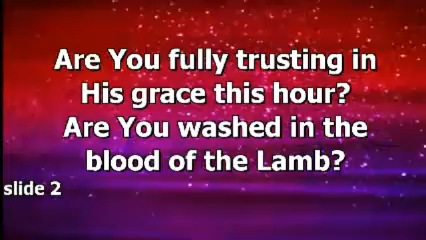 Are You fully trusting in
His grace this hour?
Are You washed in the
blood of the Lamb?
slide 2